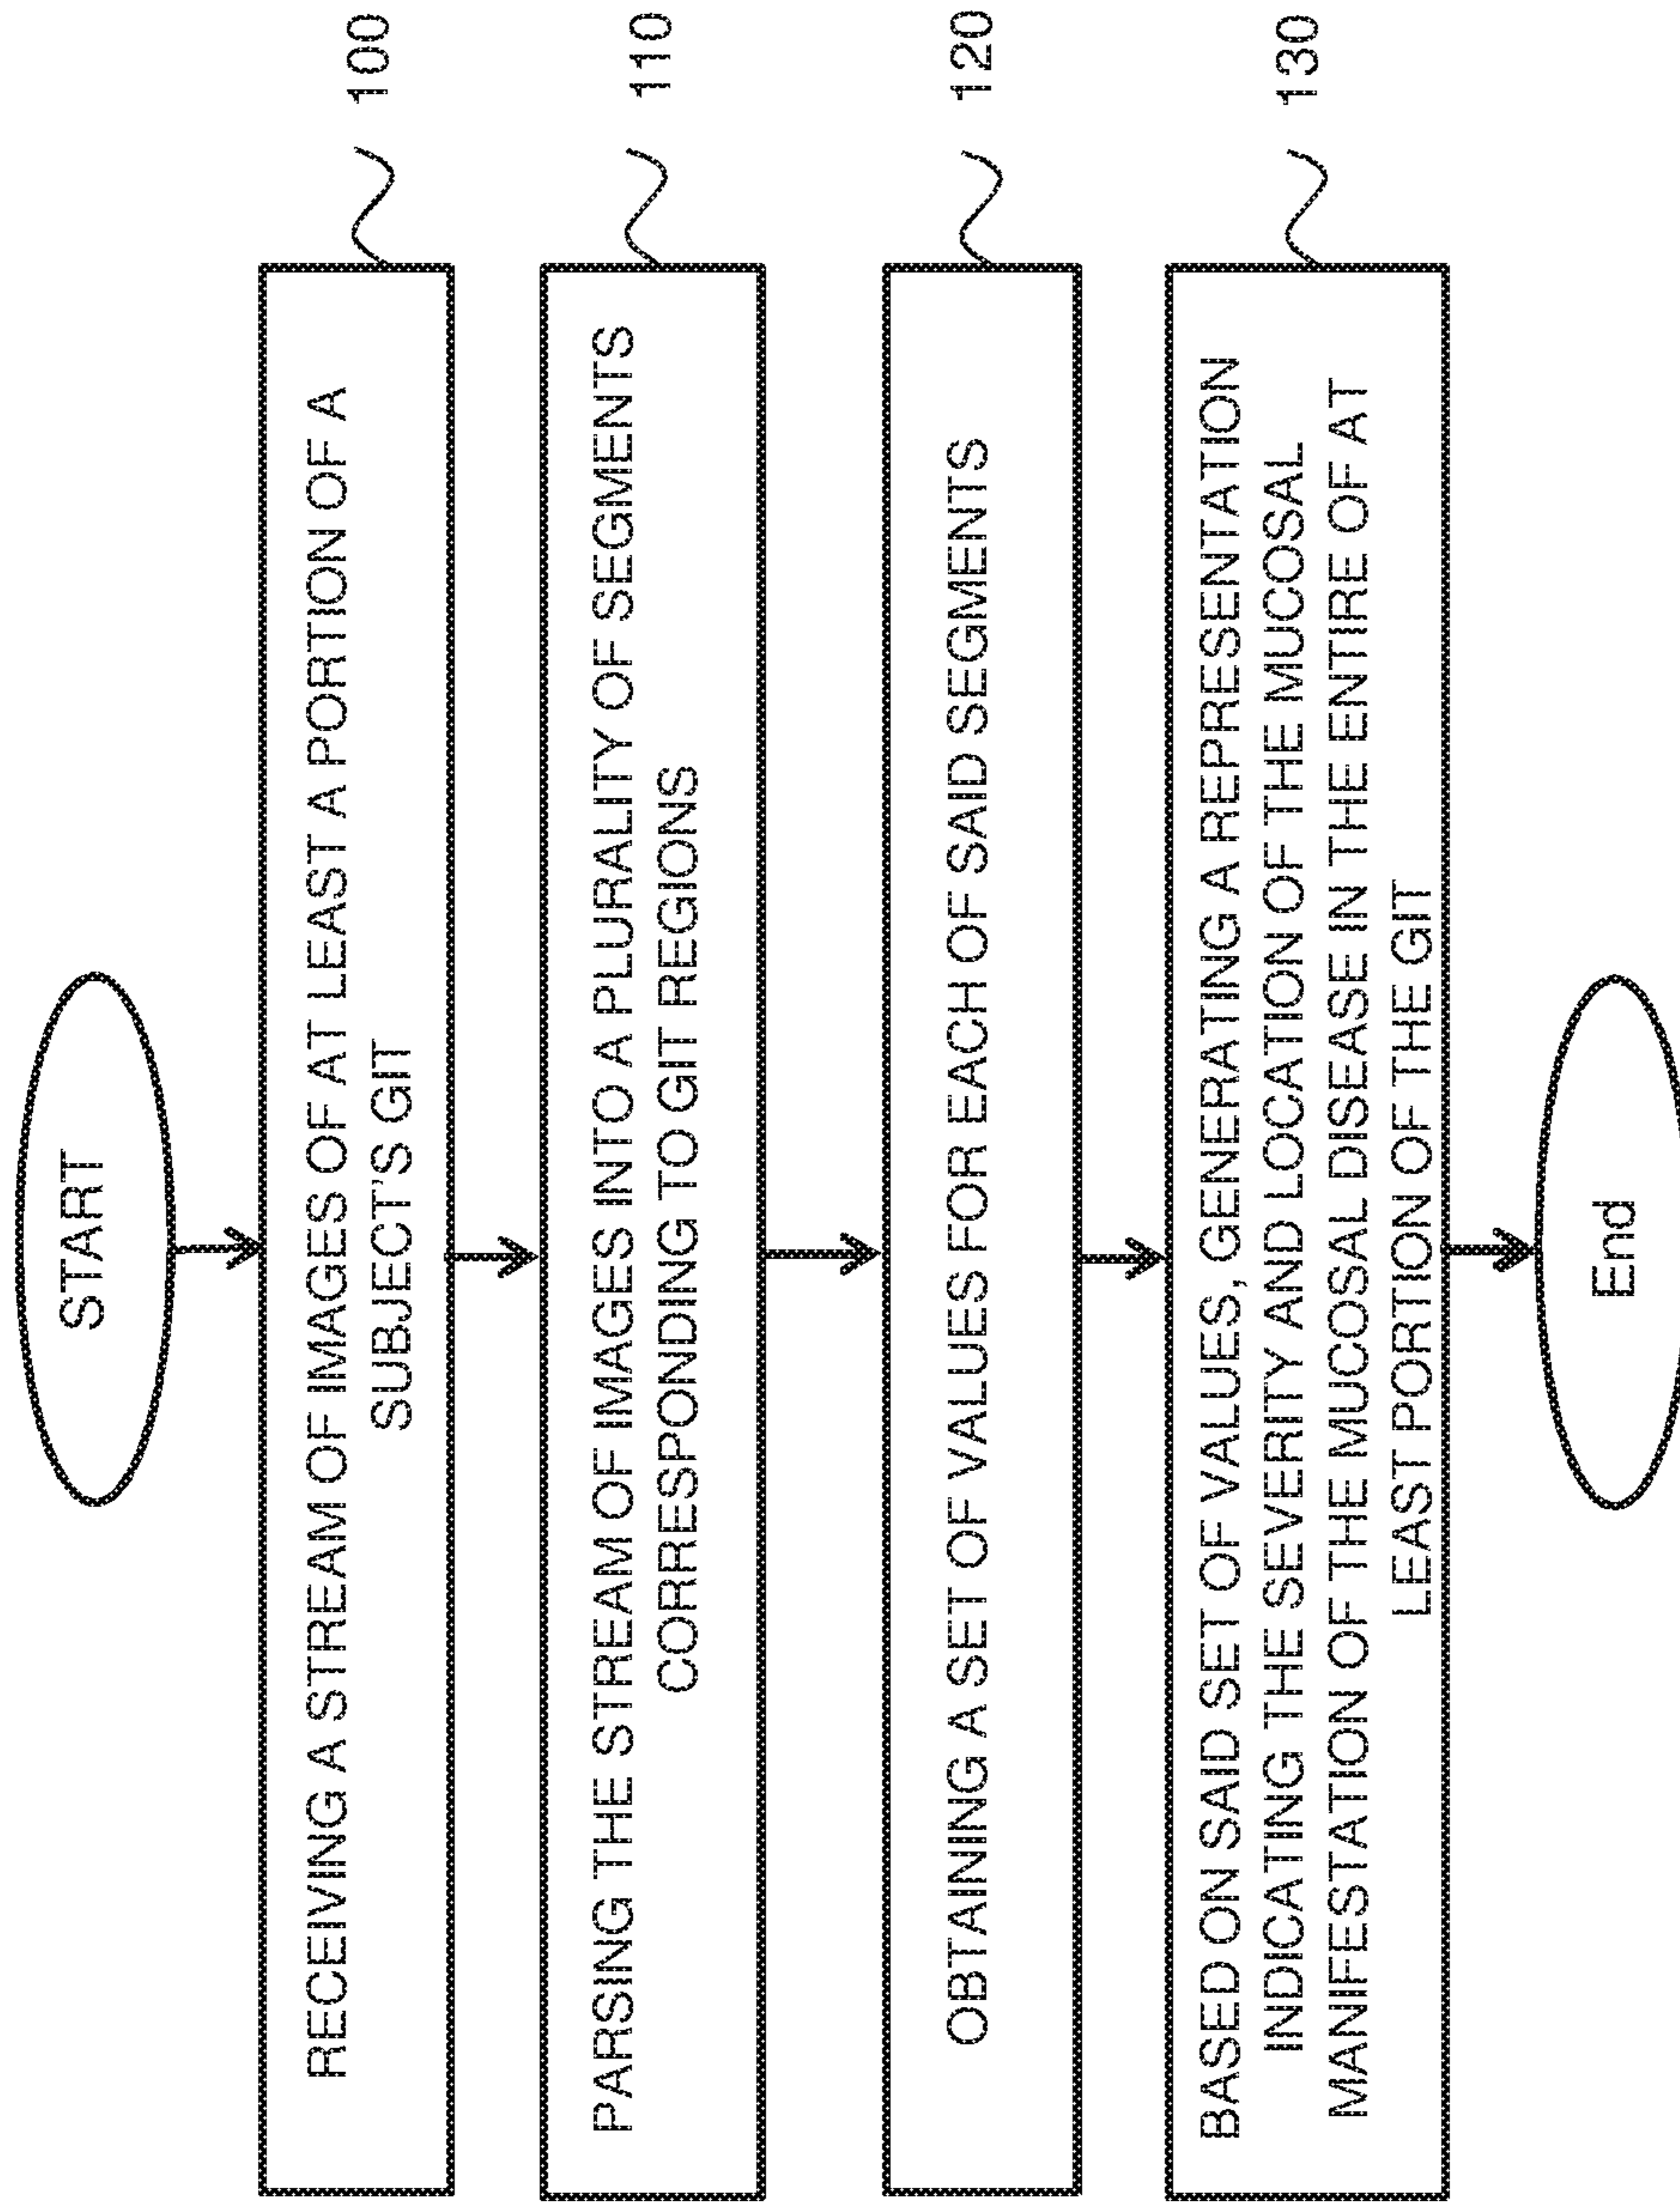 START
RECEIVING A STREAM OF IMAGES OF AT LEAST A PORTION OF A
SUBJECT'S GIT
100
PARSING THE STREAM OF IMAGES INTO A PLURALITY OF SEGMENTS
CORRESPONDING TO GIT REGIONS
110
OBTAINING A SET OF VALUES FOR EACH OF SAID SEGMENTS
120
BASED ON SAID SET OF VALUES, GENERATING A REPRESENTATION
INDICATING THE SEVERITY AND LOCATION OF THE MUCOSAL
MANIFESTATION OF THE MUCOSAL DISEASE IN THE ENTIRE OF AT
LEAST PORTION OF THE GIT
130
End